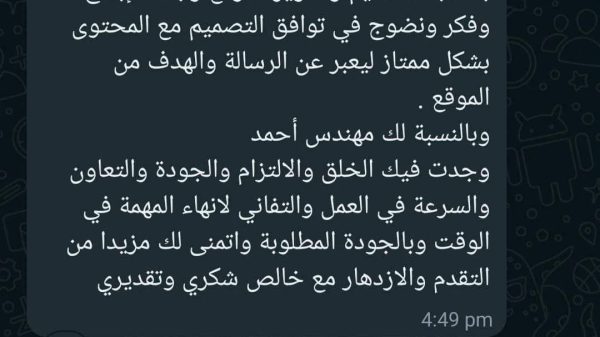 وفكر ونضوج في توافق التصميم مع المحتوى
بشكل ممتاز ليعبر عن الرسالة والهدف من
الموقع .
وبالنسبة لك مهندس أحمد
وجدت فيك الخلق والالتزام والجودة والتعاون
والسرعة في العمل والتفاني لانهاء المهمة في
الوقت وبالجودة المطلوبة واتمنى لك مزيدا من
التقدم والازدهار مع خالص شكري وتقديري
4:49 pm